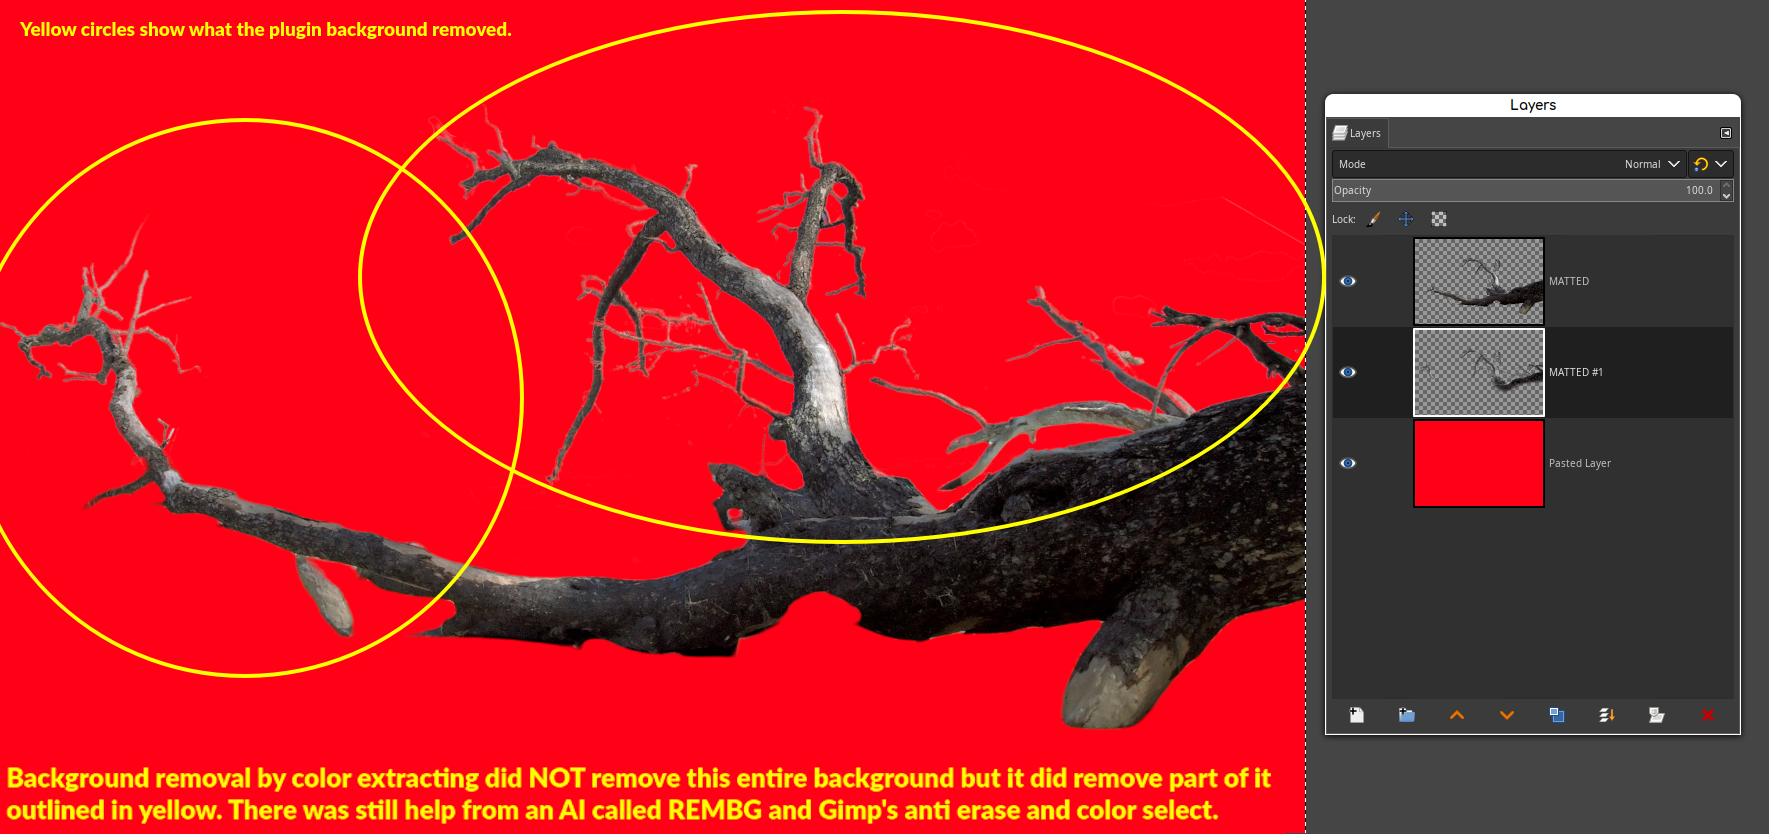 Yellow circles show what the plugin background removed.
Layers
Layers
Mode
Normal
Opacity
100.0
Lock:
MATTED
MATTED #1
Pasted Layer
Background removal by color extracting did NOT remove this entire background but it did remove part of it
outlined in yellow. There was still help from an AI called REMBG and Gimp's anti erase and color select.